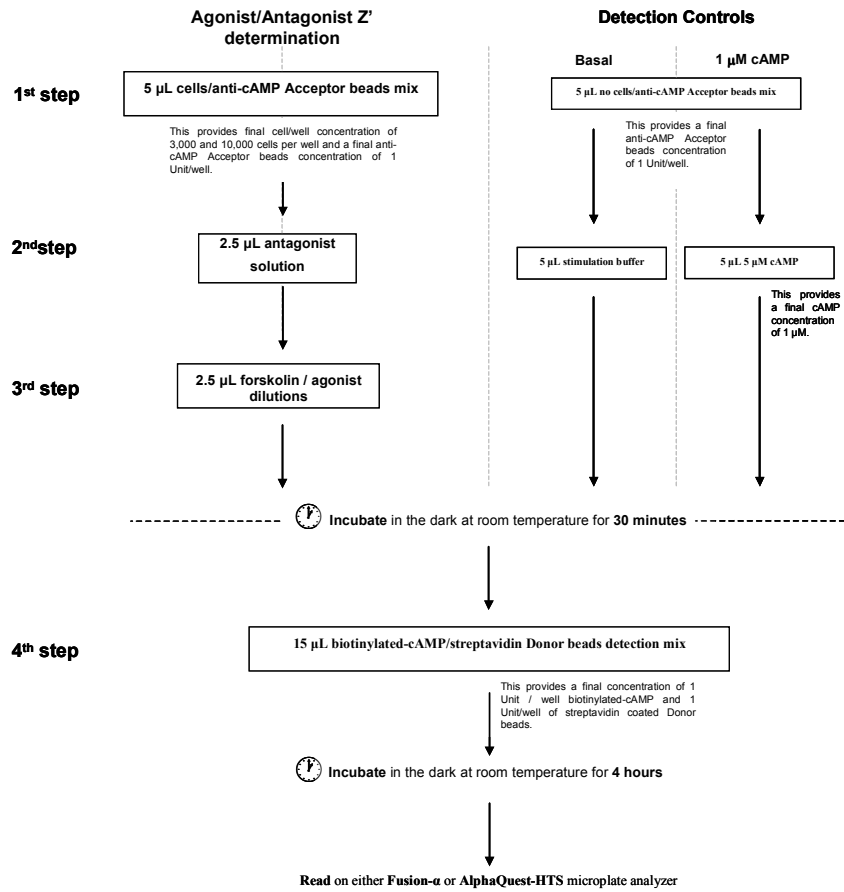 Agonist/Antagonist Z'
determination
Detection Controls
Basal
1 µM cAMP
1st step
5 µL cells/anti-cAMP Acceptor beads mix
5 µL no cells/anti-cAMP Acceptor beads mix
This provides final cell/well concentration of
3,000 and 10,000 cells per well and a final anti-
cAMP Acceptor beads concentration of 1
Unit/well.
This provides a final
anti-cAMP Acceptor
beads concentration
of 1 Unit/well.
2nd step
2.5 µL antagonist
solution
5 µL stimulation buffer
5 µL 5 µM cAMP
This provides
a final cAMP
concentration
of 1 µM.
3rd step
2.5 µL forskolin / agonist
dilutions
Incubate in the dark at room temperature for 30 minutes
4th step
15 µL biotinylated-cAMP/streptavidin Donor beads detection mix
This provides a final concentration of 1
Unit / well biotinylated-cAMP and 1
Unit/well of streptavidin coated Donor
beads.
Incubate in the dark at room temperature for 4 hours
Read on either Fusion-α or AlphaQuest-HTS microplate analyzer